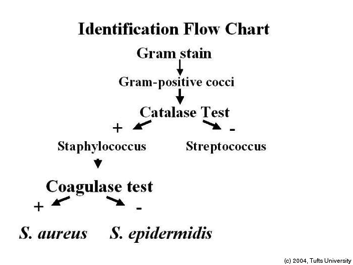 Identification Flow Chart
Gram stain
Gram-positive cocci
Catalase Test
+ -
Staphylococcus Streptococcus
Coagulase test
+ -
S. aureus S. epidermidis
(c) 2004, Tufts University